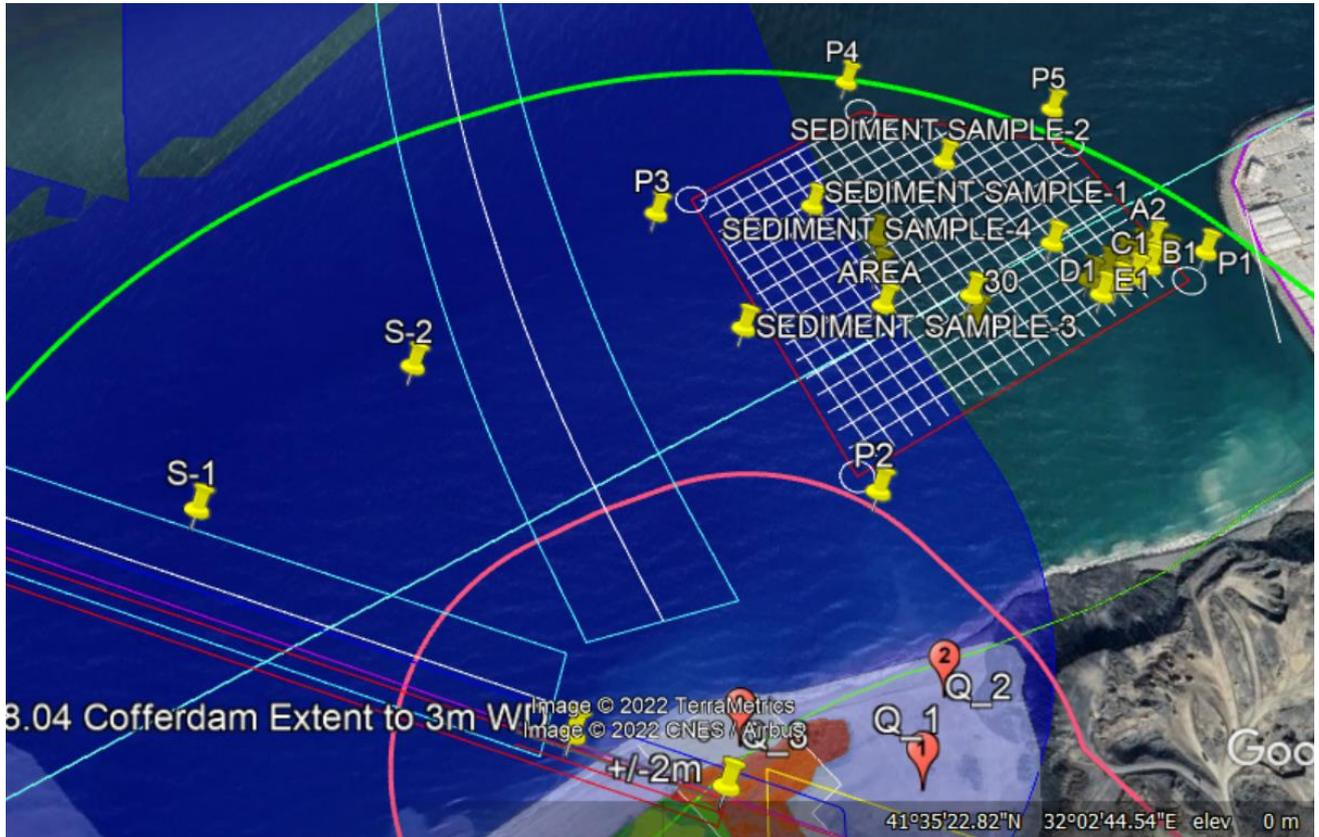 P4
P5
SEDIMENT SAMPLE-2
P3
SEDIMENT SAMPLE-1
A2
SEDIMENT SAMPLE-4
C1
B1
P1
AREA
30
D1
E1
S-2
SEDIMENT SAMPLE-3
P2
S-1
2
Q_2
8.04 Cofferdam Extent to 3m WD
Image © 2022 TerraMetrics
Image © 2022 CNES / Airbus
Q_3
Q_1
1
+/-2m
Goo
41°35'22.82"N 32°02'44.54"E elev 0 m